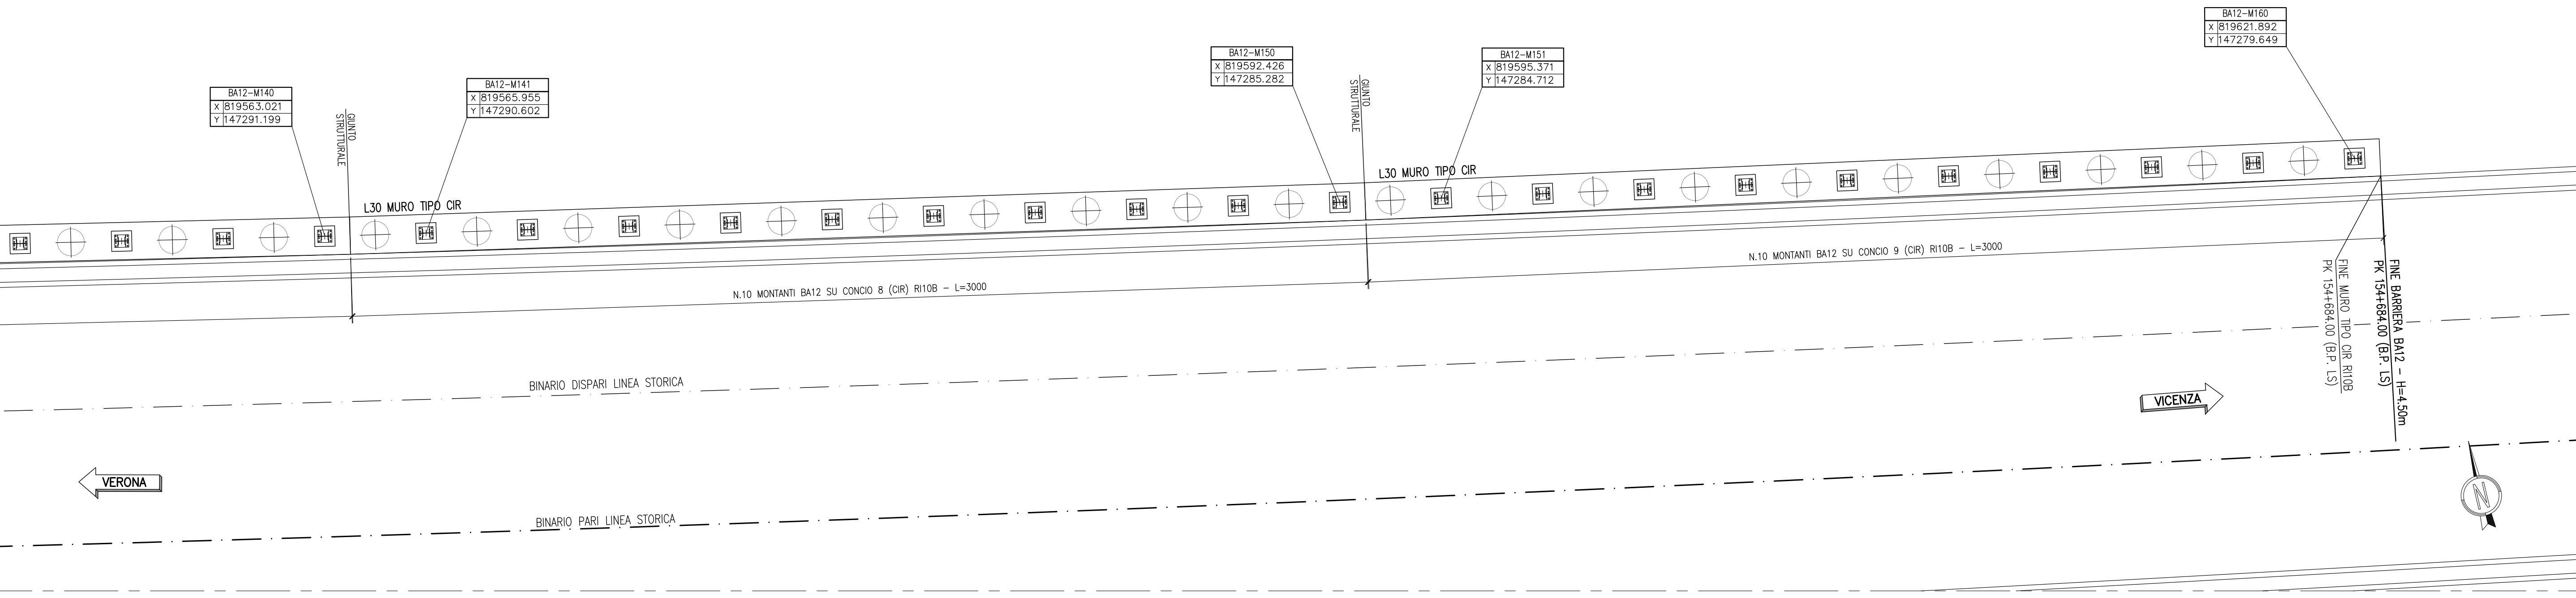 BA12-M140
X 819563.021
Y 147291.199
GIUNTO
STRUTTURALE
BA12-M141
X 819565.955
Y 147290.602
BA12-M150
X 819592.426
Y 147285.282
GIUNTO
STRUTTURALE
BA12-M151
X 819595.371
Y 147284.712
BA12-M160
X 819621.892
Y 147279.649
L30 MURO TIPO CIR
L30 MURO TIPO CIR
N.10 MONTANTI BA12 SU CONCIO 8 (CIR) RI10B - L=3000
N.10 MONTANTI BA12 SU CONCIO 9 (CIR) RI10B - L=3000
FINE MURO TIPO CIR RI10B
PK 154+684.00 (B.P. LS)
FINE BARRIERA BA12 - H=4.50m
PK 154+684.00 (B.P. LS)
BINARIO DISPARI LINEA STORICA
VICENZA
VERONA
BINARIO PARI LINEA STORICA
N